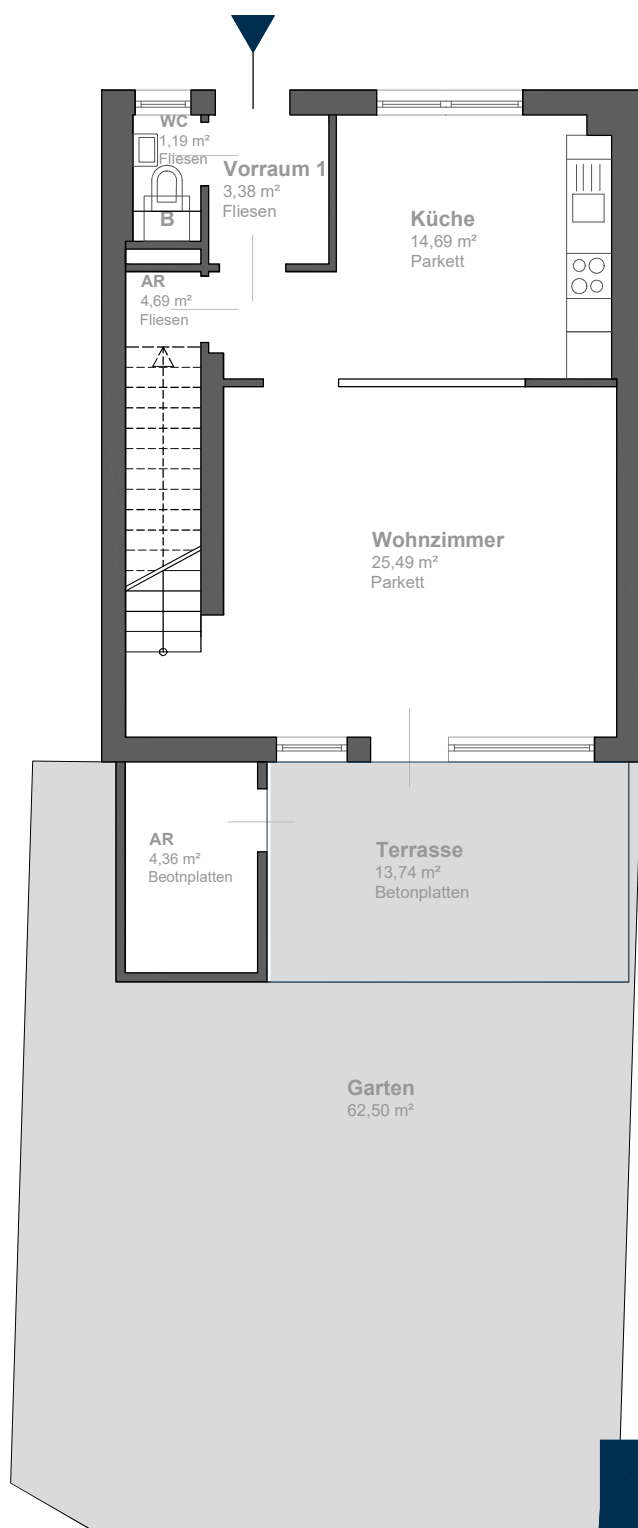 WC
1,19 m²
Fliesen
Vorraum 1
3,38 m²
Fliesen
B
Küche
14,69 m²
Parkett
AR
4,69 m²
Fliesen
Wohnzimmer
25,49 m²
Parkett
AR
4,36 m²
Beotnplatten
Terrasse
13,74 m²
Betonplatten
Garten
62,50 m²